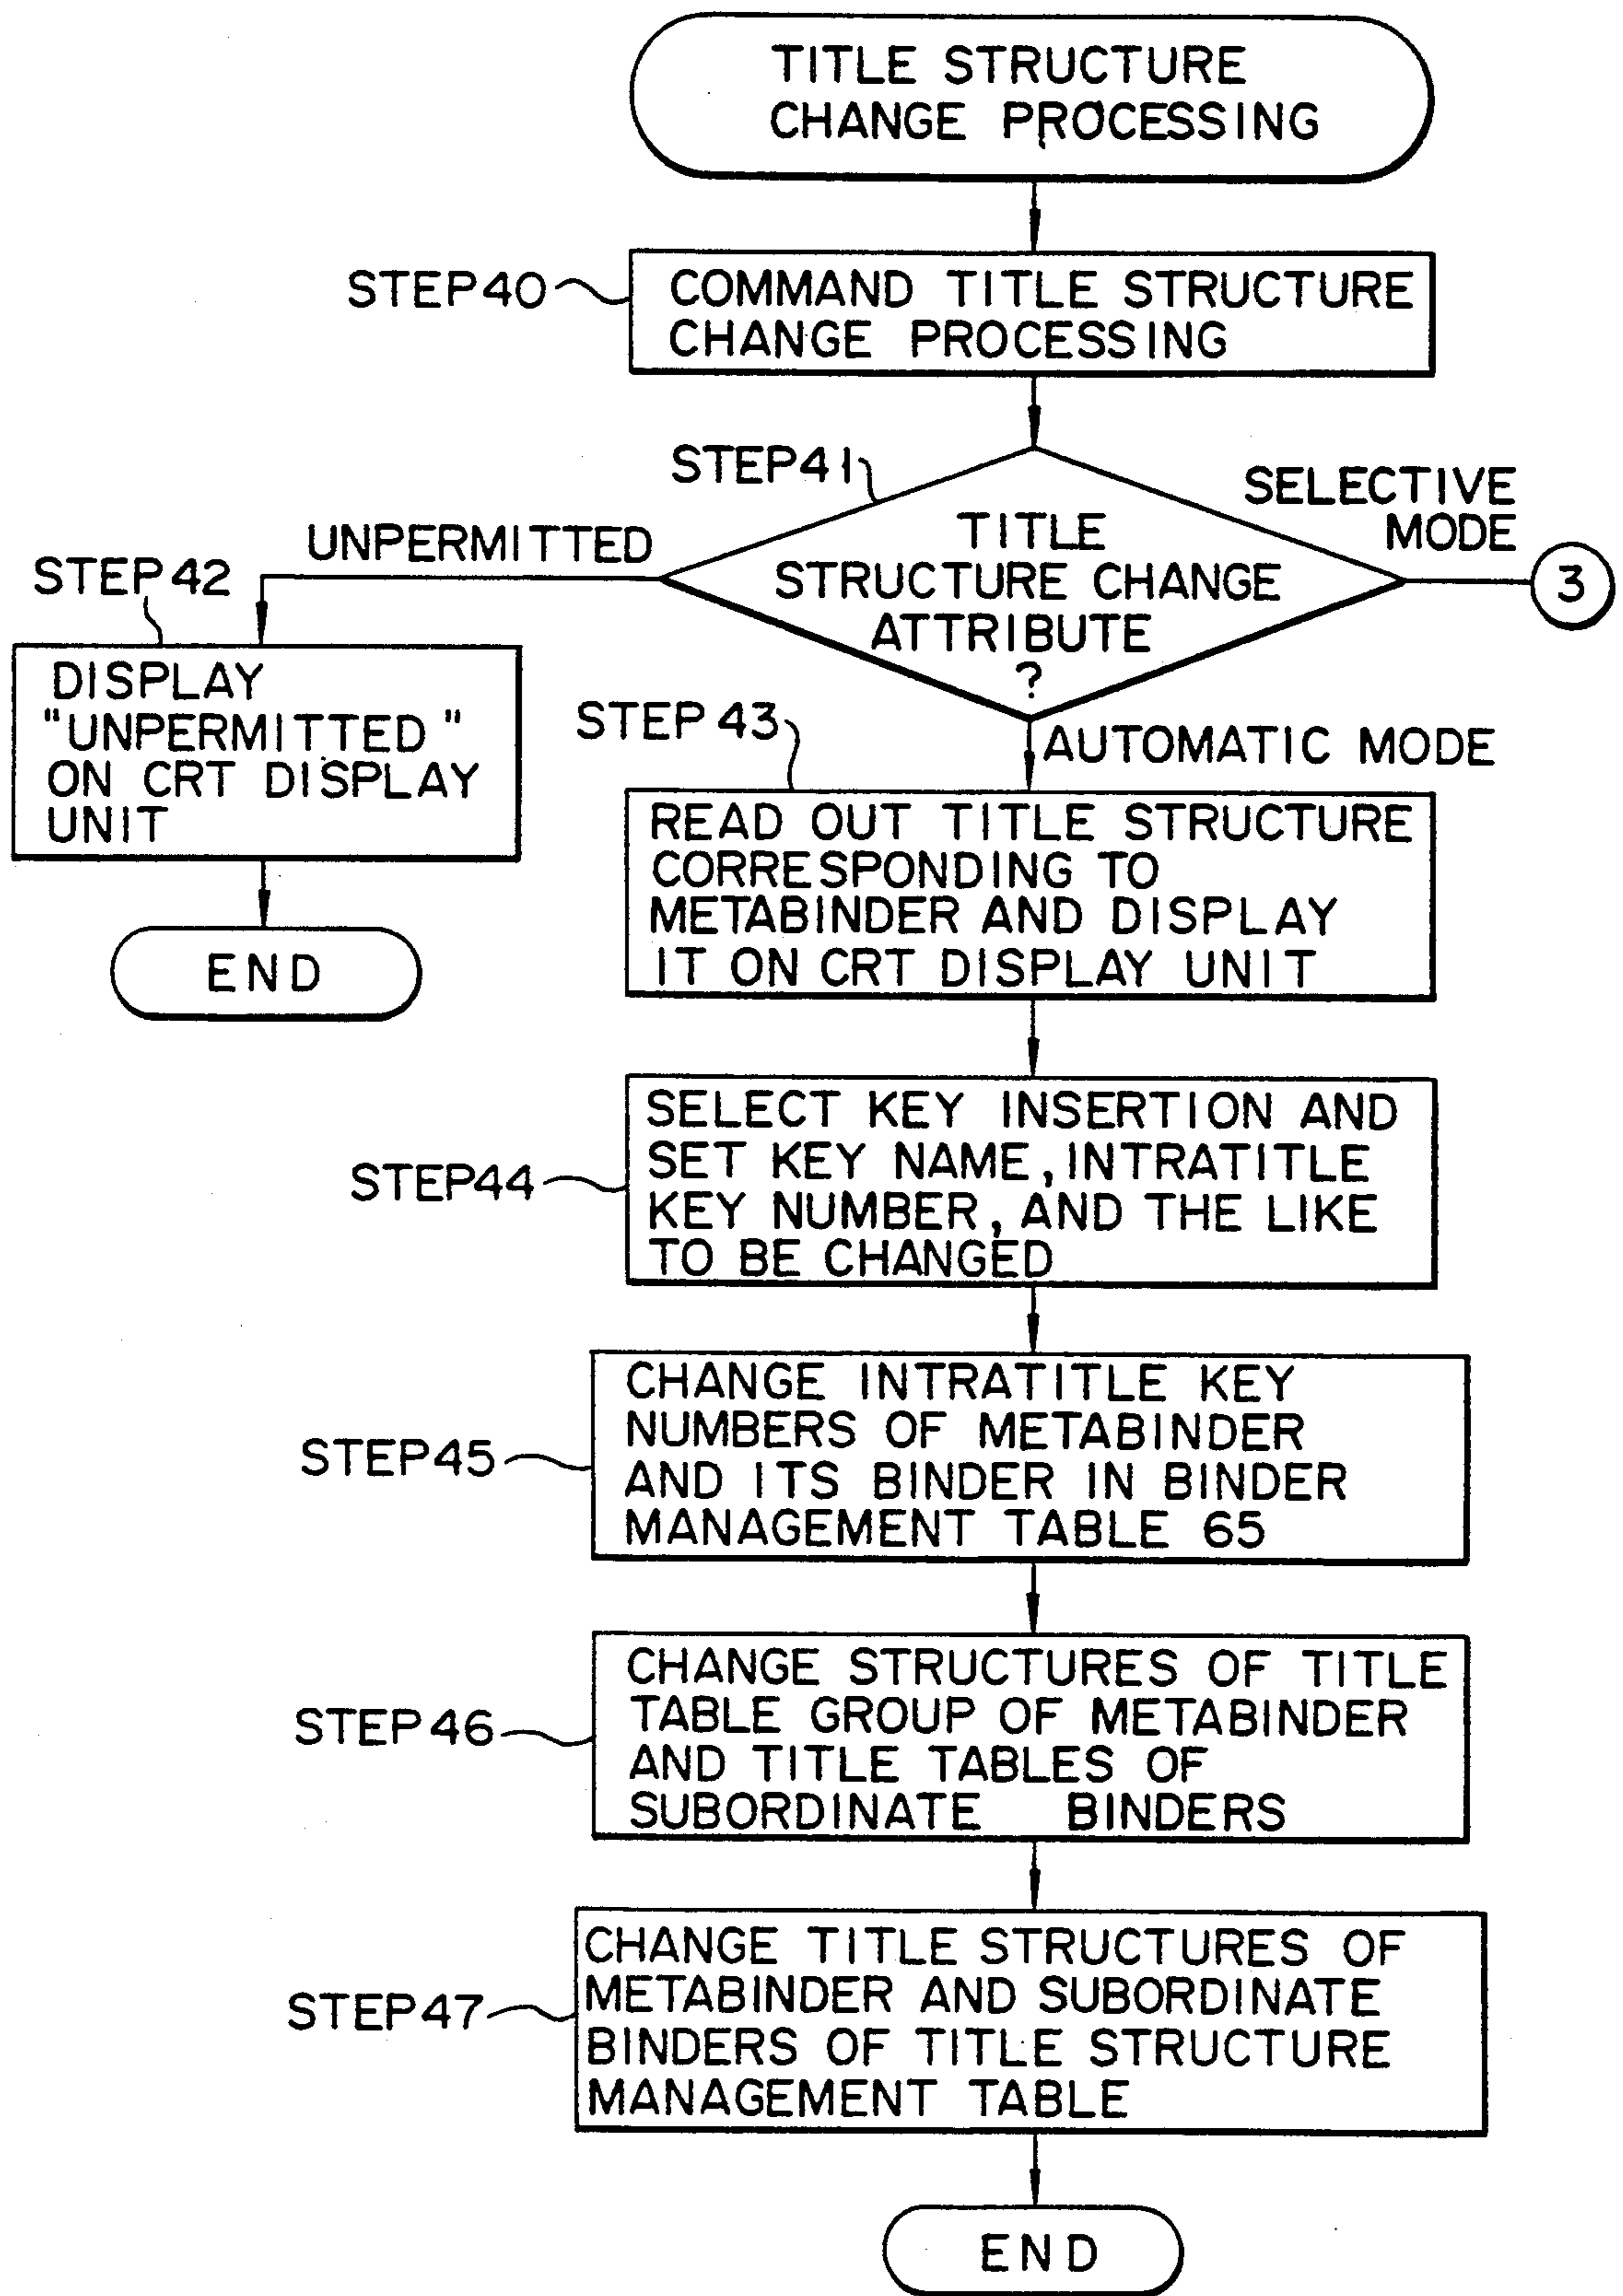 TITLE STRUCTURE
CHANGE PROCESSING
STEP40
COMMAND TITLE STRUCTURE
CHANGE PROCESSING
STEP41
SELECTIVE
MODE
UNPERMITTED
TITLE
STRUCTURE CHANGE
ATTRIBUTE
?
3
STEP42
DISPLAY
"UNPERMITTED"
ON CRT DISPLAY
UNIT
END
STEP43
AUTOMATIC MODE
READ OUT TITLE STRUCTURE
CORRESPONDING TO
METABINDER AND DISPLAY
IT ON CRT DISPLAY UNIT
STEP44
SELECT KEY INSERTION AND
SET KEY NAME, INTRATITLE
KEY NUMBER, AND THE LIKE
TO BE CHANGED
STEP45
CHANGE INTRATITLE KEY
NUMBERS OF METABINDER
AND ITS BINDER IN BINDER
MANAGEMENT TABLE 65
STEP46
CHANGE STRUCTURES OF TITLE
TABLE GROUP OF METABINDER
AND TITLE TABLES OF
SUBORDINATE BINDERS
STEP47
CHANGE TITLE STRUCTURES OF
METABINDER AND SUBORDINATE
BINDERS OF TITLE STRUCTURE
MANAGEMENT TABLE
END